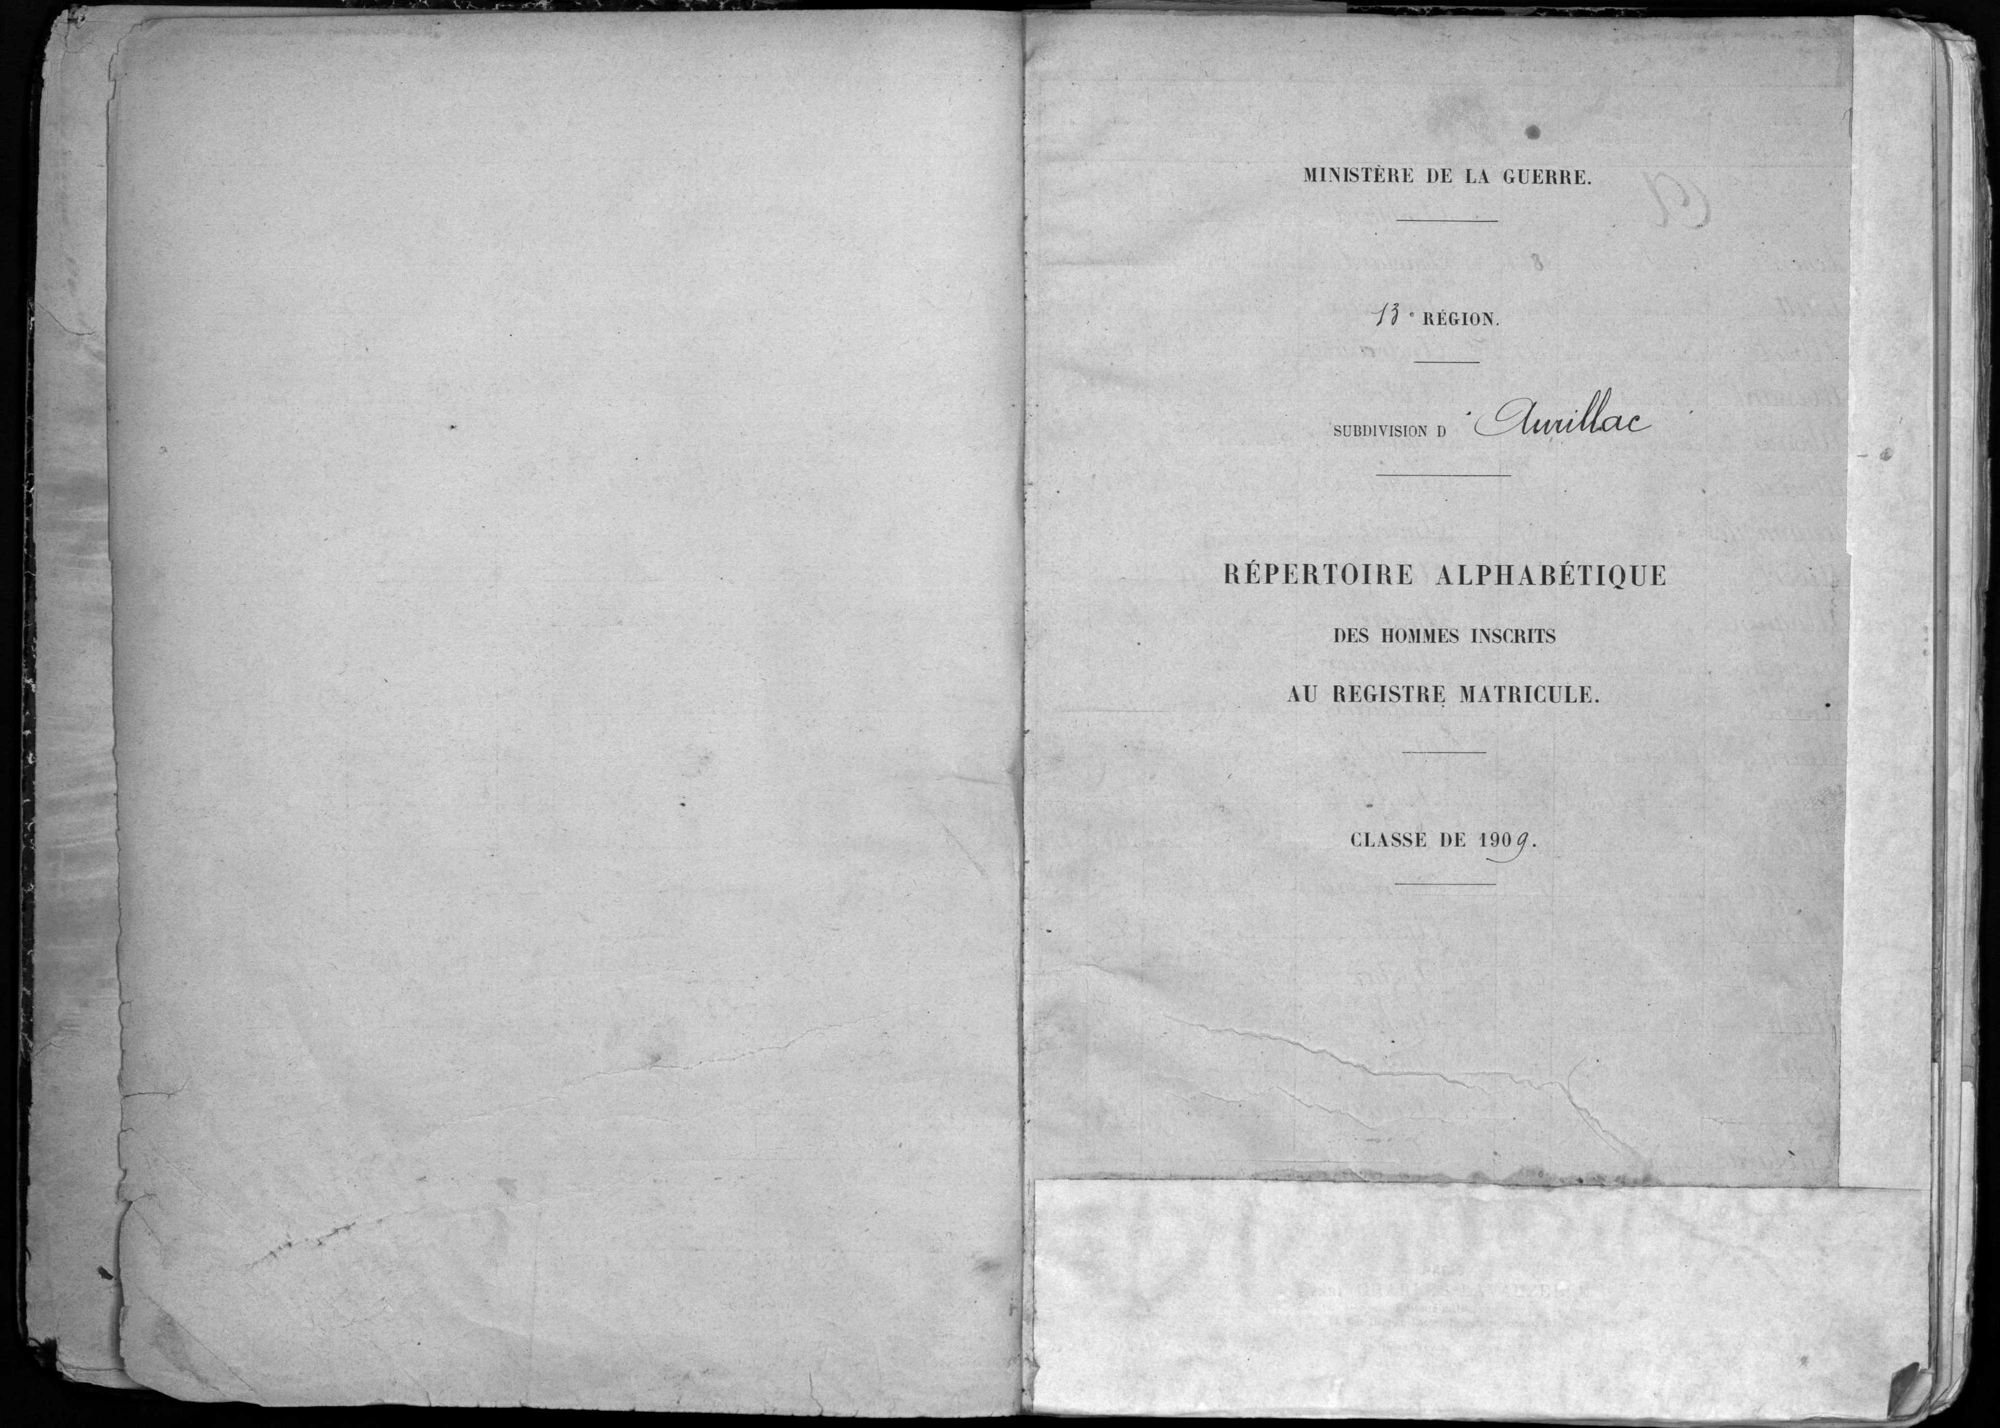 MINISTÈRE DE LA GUERRE.
13e RÉGION.
SUBDIVISION D'Aurillac
RÉPERTOIRE ALPHABÉTIQUE
DES HOMMES INSCRITS
AU REGISTRE MATRICULE.
CLASSE DE 1909.